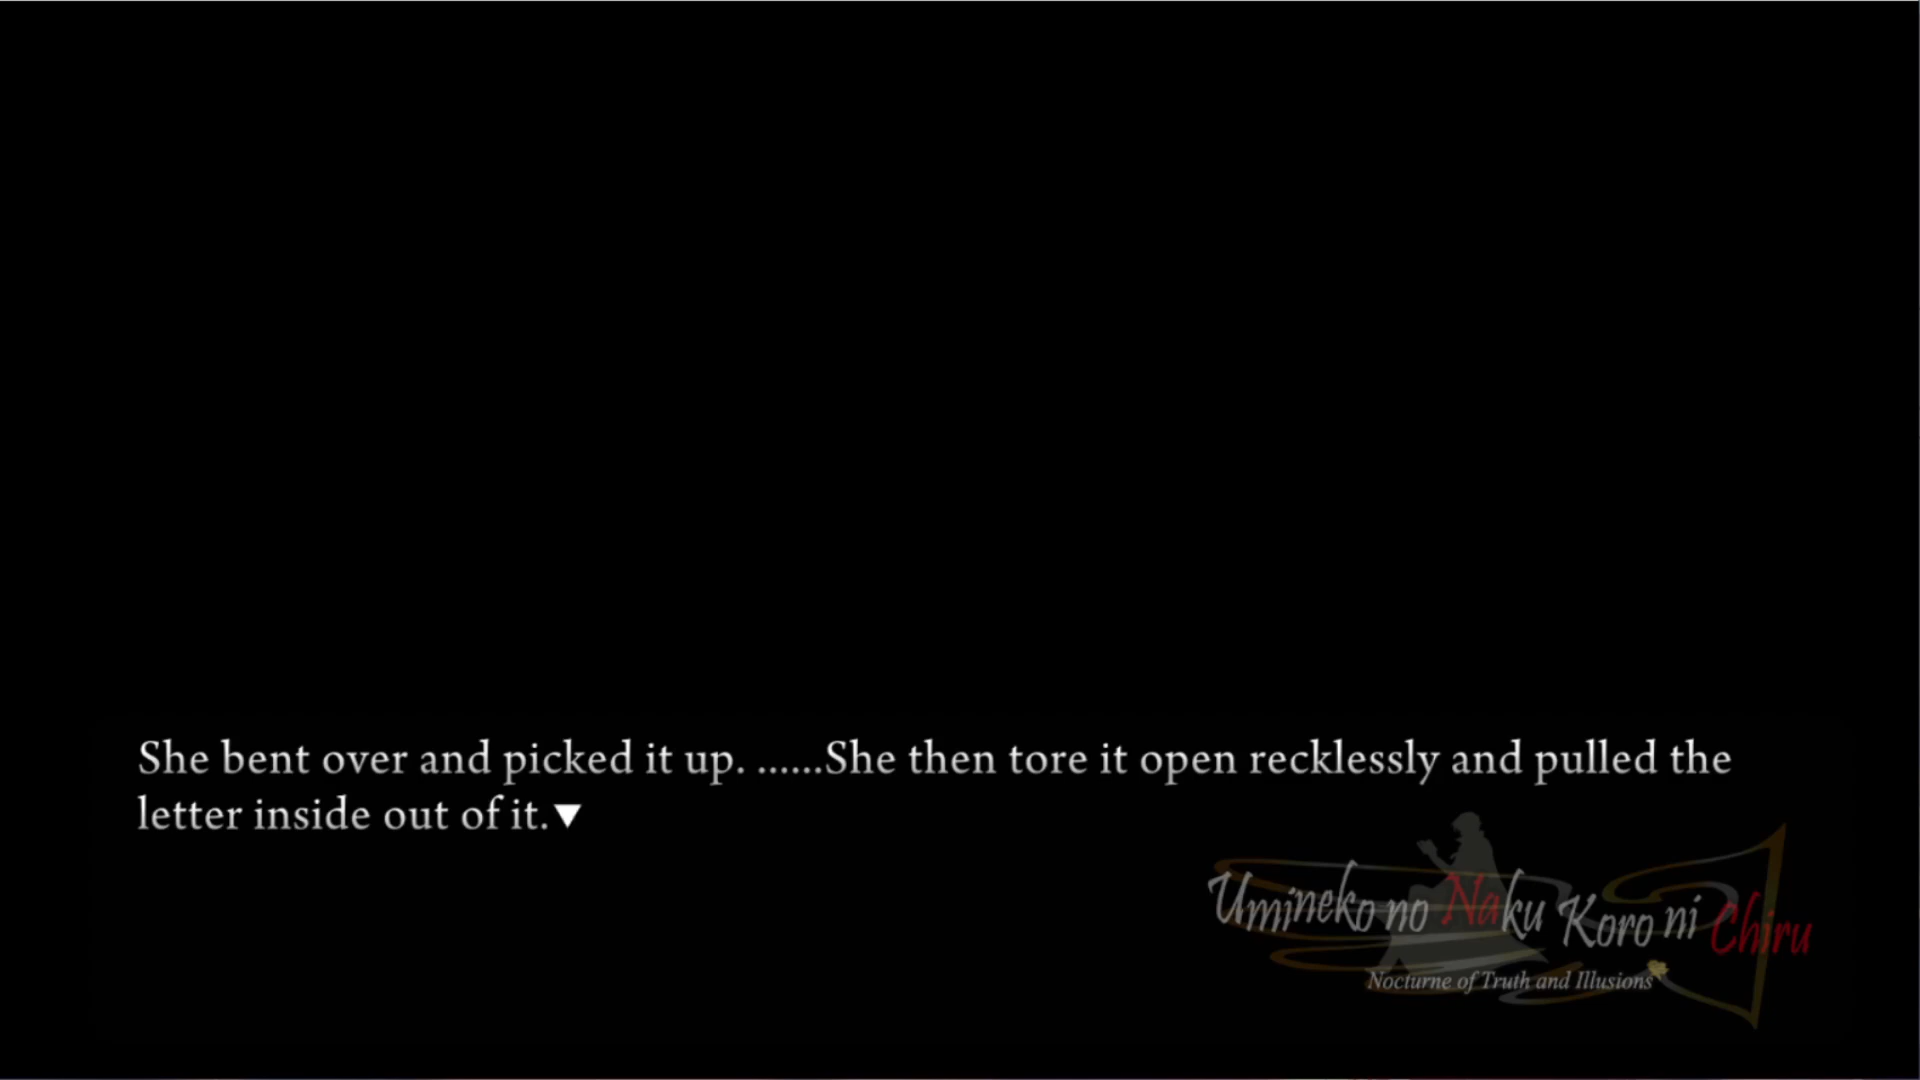 She bent over and picked it up. ......She then tore it open recklessly and pulled the
letter inside out of it.▼
Umineko no Naku Koro ni Chiru
Nocturne of Truth and Illusions